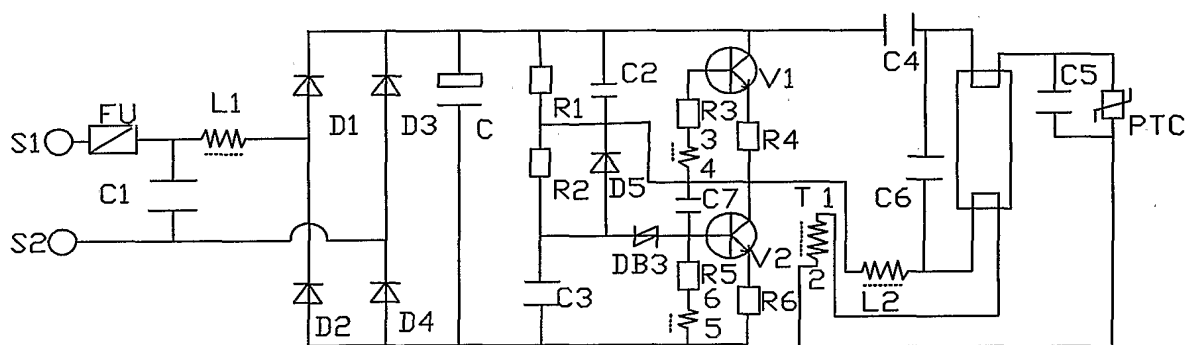 FU
S1
L1
C1
S2
D1
D3
D2
D4
C
R1
R2
C2
D5
C3
DB3
R3
3
4
C7
R5
6
5
V1
R4
V2
R6
T 1
2
L2
C4
C6
C5
PTC